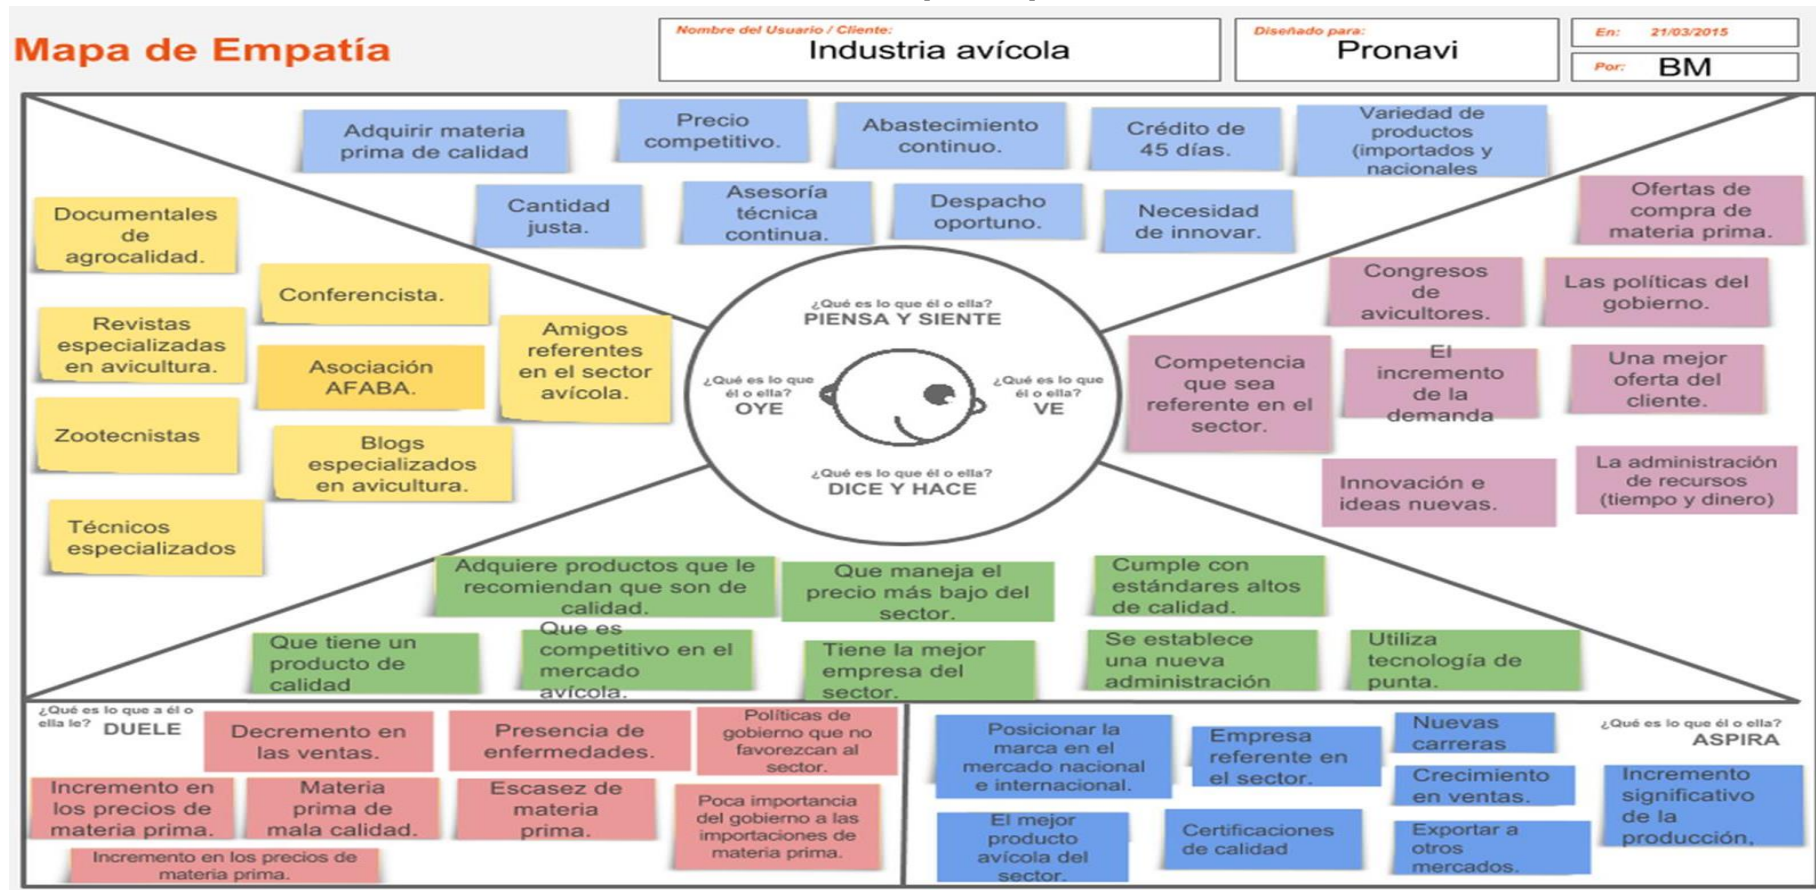 Mapa de Empatía
Nombre del Usuario / Cliente:
Industria avícola
Diseñado para:
Pronavi
En: 21/03/2015
Por: BM
Adquirir materia
prima de calidad
Precio
competitivo.
Abastecimiento
continuo.
Crédito de
45 días.
Variedad de
productos
(importados y
nacionales
Cantidad
justa.
Asesoría
técnica
continua.
Despacho
oportuno.
Necesidad
de innovar.
Documentales
de
agrocalidad.
Conferencista.
Revistas
especializadas
en avicultura.
Asociación
AFABA.
Amigos
referentes
en el sector
avícola.
Zootecnistas
Blogs
especializados
en avicultura.
Técnicos
especializados
¿Qué es lo que él o ella?
PIENSA Y SIENTE
¿Qué es lo que
él o ella?
OYE
¿Qué es lo que
él o ella?
VE
¿Qué es lo que él o ella?
DICE Y HACE
Ofertas de
compra de
materia prima.
Congresos
de
avicultores.
Las políticas del
gobierno.
Competencia
que sea
referente en el
sector.
El
incremento
de la
demanda
Una mejor
oferta del
cliente.
Innovación e
ideas nuevas.
La administración
de recursos
(tiempo y dinero)
Adquiere productos que le
recomiendan que son de
calidad.
Que maneja el
precio más bajo del
sector.
Cumple con
estándares altos
de calidad.
Que tiene un
producto de
calidad
Que es
competitivo en el
mercado
avícola.
Tiene la mejor
empresa del
sector.
Se establece
una nueva
administración
Utiliza
tecnología de
punta.
¿Qué es lo que a él o
ella le?
DUELE
Decremento en
las ventas.
Presencia de
enfermedades.
Políticas de
gobierno que no
favorezcan al
sector.
Incremento en
los precios de
materia prima.
Materia
prima de
mala calidad.
Escasez de
materia
prima.
Poca importancia
del gobierno a las
importaciones de
materia prima.
Incremento en los precios de
materia prima.
¿Qué es lo que él o ella?
ASPIRA
Posicionar la
marca en el
mercado nacional
e internacional.
Empresa
referente en
el sector.
Nuevas
carreras
Crecimiento
en ventas.
Incremento
significativo
de la
producción,
El mejor
producto
avícola del
sector.
Certificaciones
de calidad
Exportar a
otros
mercados.